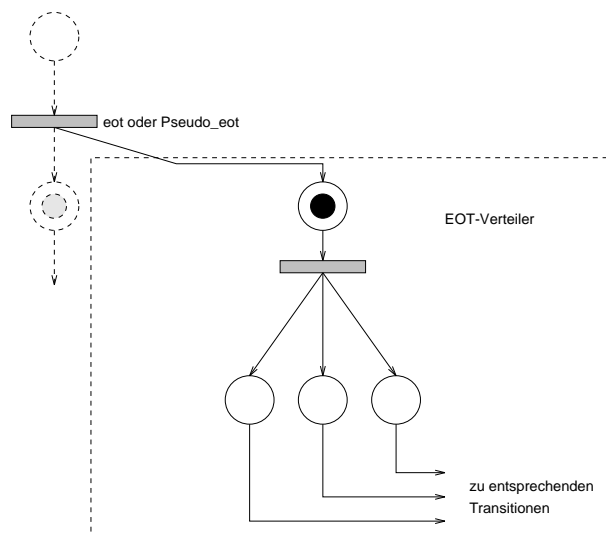 eot oder Pseudo_eot
EOT-Verteiler
zu entsprechenden
Transitionen